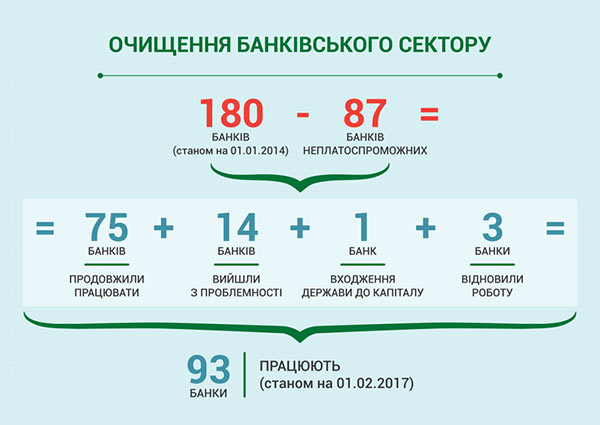 ОЧИЩЕННЯ БАНКІВСЬКОГО СЕКТОРУ
180 - 87 =
БАНКІВ БАНКІВ
(станом на 01.01.2014) НЕПЛАТОСПРОМОЖНИХ
= 75 + 14 + 1 + 3 =
БАНКІВ БАНКІВ БАНК БАНКИ
ПРОДОВЖИЛИ ВИЙШЛИ ВХОДЖЕННЯ ВІДНОВИЛИ
ПРАЦЮВАТИ З ПРОБЛЕМНОСТІ ДЕРЖАВИ ДО КАПІТАЛУ РОБОТУ
93 ПРАЦЮЮТЬ
БАНКИ (станом на 01.02.2017)